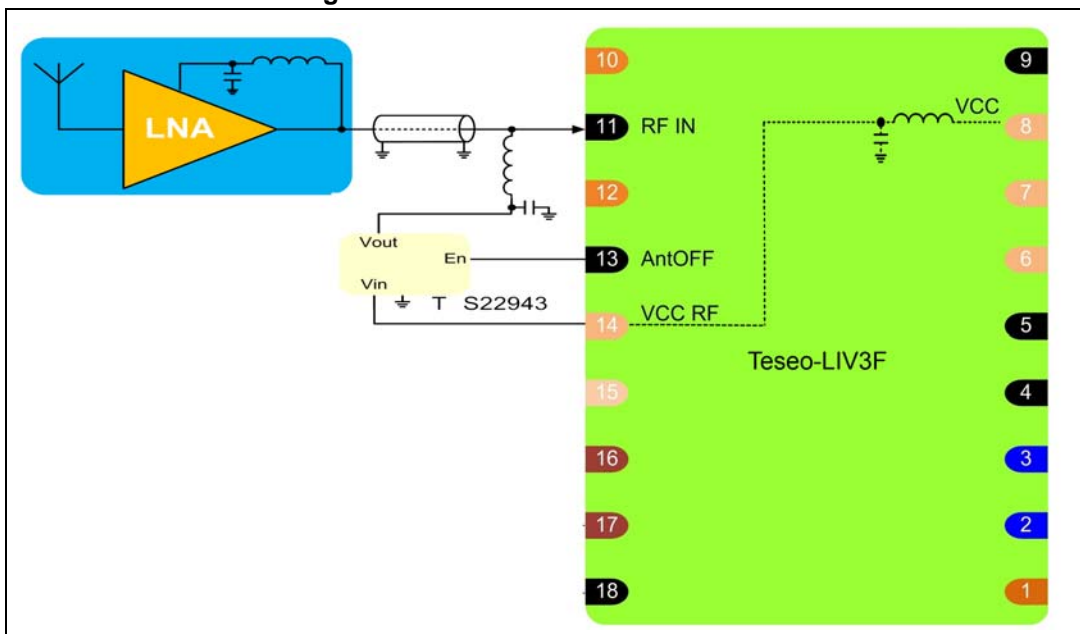 g
LNA
10
11 RF IN
12
Vout
En
13 AntOFF
Vin
T S22943
14 VCC RF
15
16
17
18
Teseo-LIV3F
9
VCC
8
7
6
5
4
3
2
1